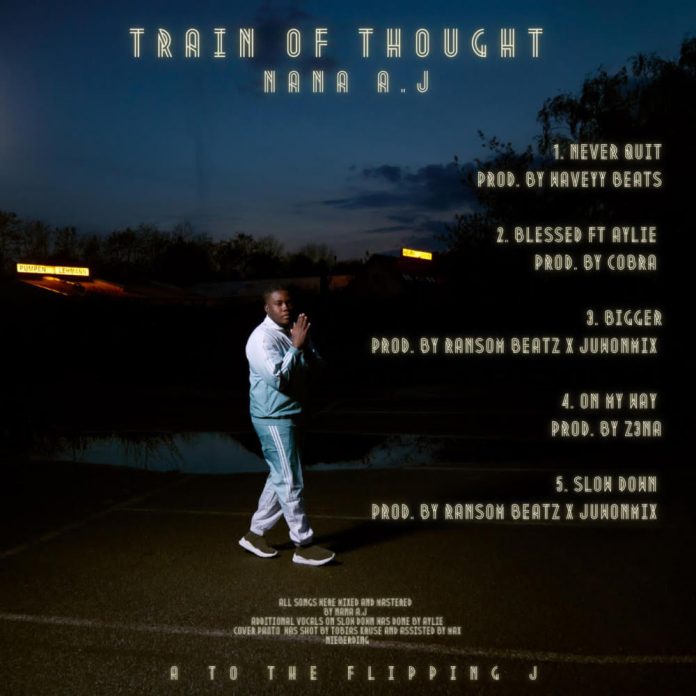 TRAIN OF THOUGHT
NANA A.J
1. NEVER QUIT
PROD. BY WAVEYY BEATS
2. BLESSED FT AYLIE
PROD. BY COBRA
3. BIGGER
PROD. BY RANSOM BEATZ X JUWONMIX
4. ON MY WAY
PROD. BY Z3NA
5. SLOW DOWN
PROD. BY RANSOM BEATZ X JUWONMIX
PUMPEN LEHMANN
ALL SONGS WERE MIXED AND MASTERED
BY NANA A.J
ADDITIONAL VOCALS ON SLOW DOWN WAS DONE BY AYLIE
COVER PHOTO WAS SHOT BY TOBIAS KRUSE AND ASSISTED BY MAX
NIEBERDING
A TO THE FLIPPING J